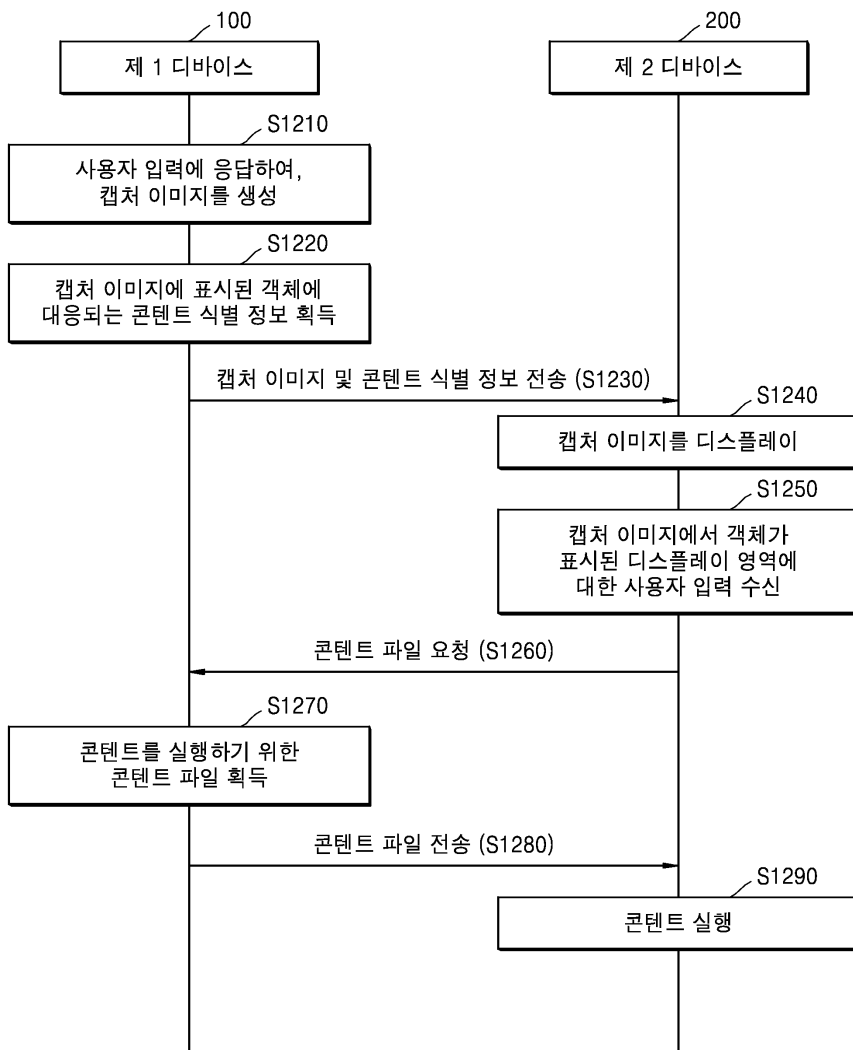 100
200
제 1 디바이스
제 2 디바이스
S1210
사용자 입력에 응답하여,
캡처 이미지를 생성
S1220
캡처 이미지에 표시된 객체에
대응되는 콘텐트 식별 정보 획득
캡처 이미지 및 콘텐트 식별 정보 전송 (S1230)
S1240
캡처 이미지를 디스플레이
S1250
캡처 이미지에서 객체가
표시된 디스플레이 영역에
대한 사용자 입력 수신
콘텐트 파일 요청 (S1260)
S1270
콘텐트를 실행하기 위한
콘텐트 파일 획득
콘텐트 파일 전송 (S1280)
S1290
콘텐트 실행